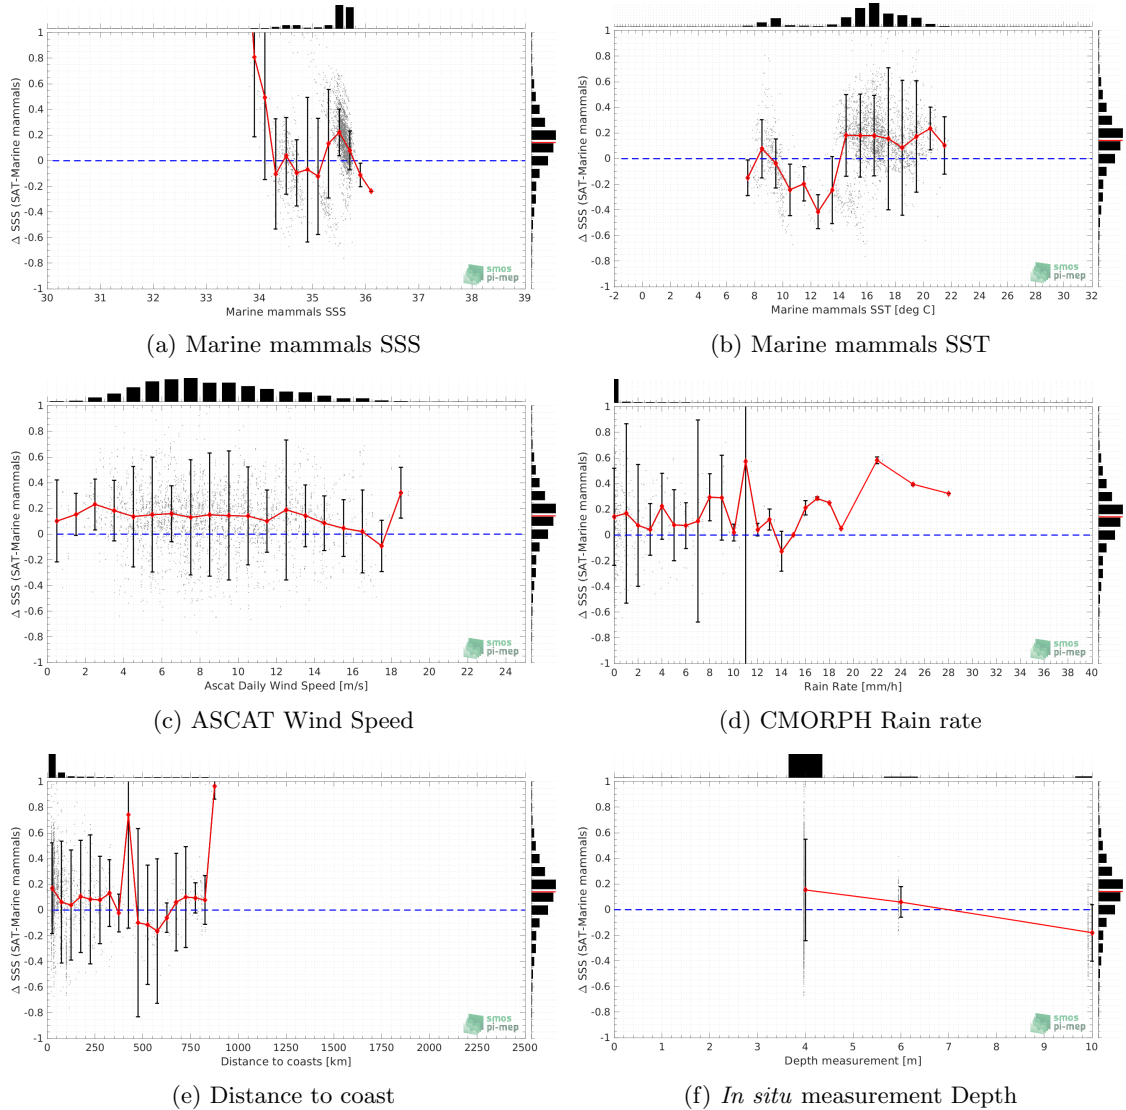 1
0.8
0.6
0.4
0.2
0
-0.2
-0.4
-0.6
-0.8
-1
Δ SSS (SAT-Marine mammals)
smos
pi-mep
30 31 32 33 34 35 36 37 38 39
Marine mammals SSS
(a) Marine mammals SSS
1
0.8
0.6
0.4
0.2
0
-0.2
-0.4
-0.6
-0.8
-1
Δ SSS (SAT-Marine mammals)
smos
pi-mep
-2 0 2 4 6 8 10 12 14 16 18 20 22 24 26 28 30 32
Marine mammals SST [deg C]
(b) Marine mammals SST
1
0.8
0.6
0.4
0.2
0
-0.2
-0.4
-0.6
-0.8
-1
Δ SSS (SAT-Marine mammals)
smos
pi-mep
0 2 4 6 8 10 12 14 16 18 20 22 24
Ascat Daily Wind Speed [m/s]
(c) ASCAT Wind Speed
1
0.8
0.6
0.4
0.2
0
-0.2
-0.4
-0.6
-0.8
-1
Δ SSS (SAT-Marine mammals)
smos
pi-mep
0 2 4 6 8 10 12 14 16 18 20 22 24 26 28 30 32 34 36 38 40
Rain Rate [mm/h]
(d) CMORPH Rain rate
1
0.8
0.6
0.4
0.2
0
-0.2
-0.4
-0.6
-0.8
-1
Δ SSS (SAT-Marine mammals)
smos
pi-mep
0 250 500 750 1000 1250 1500 1750 2000 2250 2500
Distance to coasts [km]
(e) Distance to coast
1
0.8
0.6
0.4
0.2
0
-0.2
-0.4
-0.6
-0.8
-1
Δ SSS (SAT-Marine mammals)
smos
pi-mep
0 1 2 3 4 5 6 7 8 9 10
Depth measurement [m]
(f) In situ measurement Depth